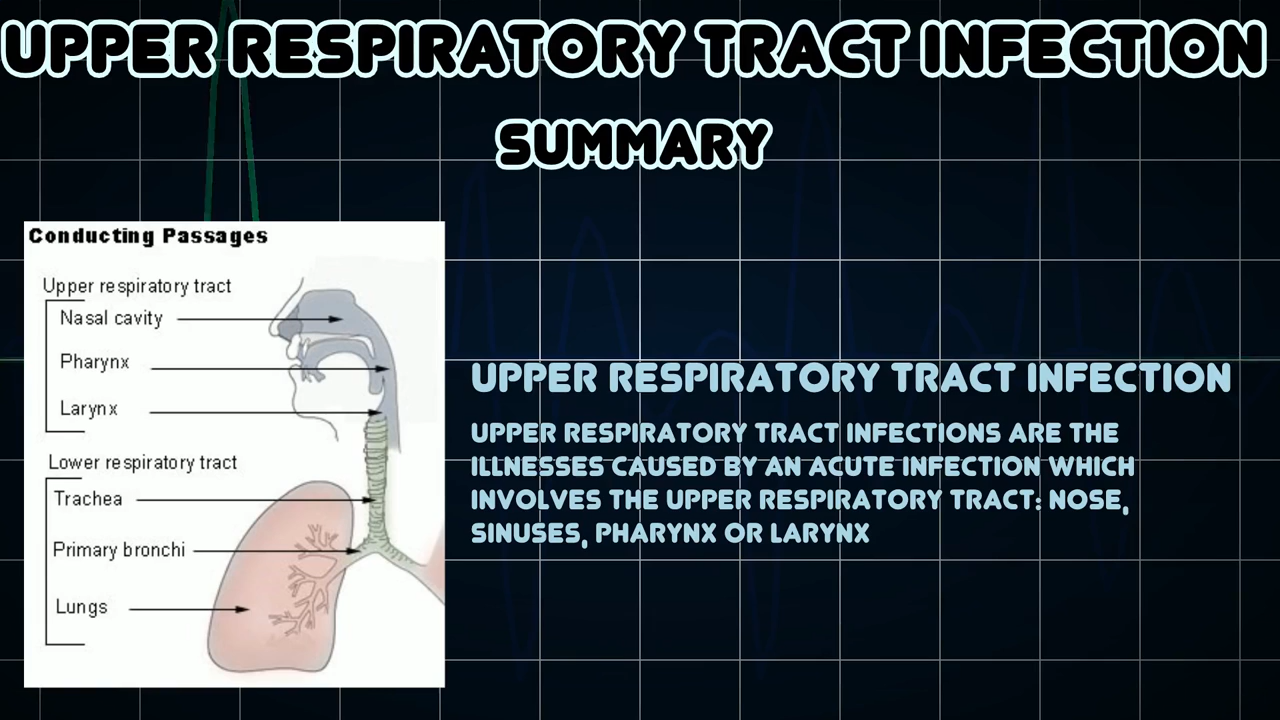 UPPER RESPIRATORY TRACT INFECTION
SUMMARY
Conducting Passages
Upper respiratory tract
Nasal cavity
Pharynx
Larynx
Lower respiratory tract
Trachea
Primary bronchi
Lungs
UPPER RESPIRATORY TRACT INFECTION
UPPER RESPIRATORY TRACT INFECTIONS ARE THE
ILLNESSES CAUSED BY AN ACUTE INFECTION WHICH
INVOLVES THE UPPER RESPIRATORY TRACT: NOSE,
SINUSES, PHARYNX OR LARYNX